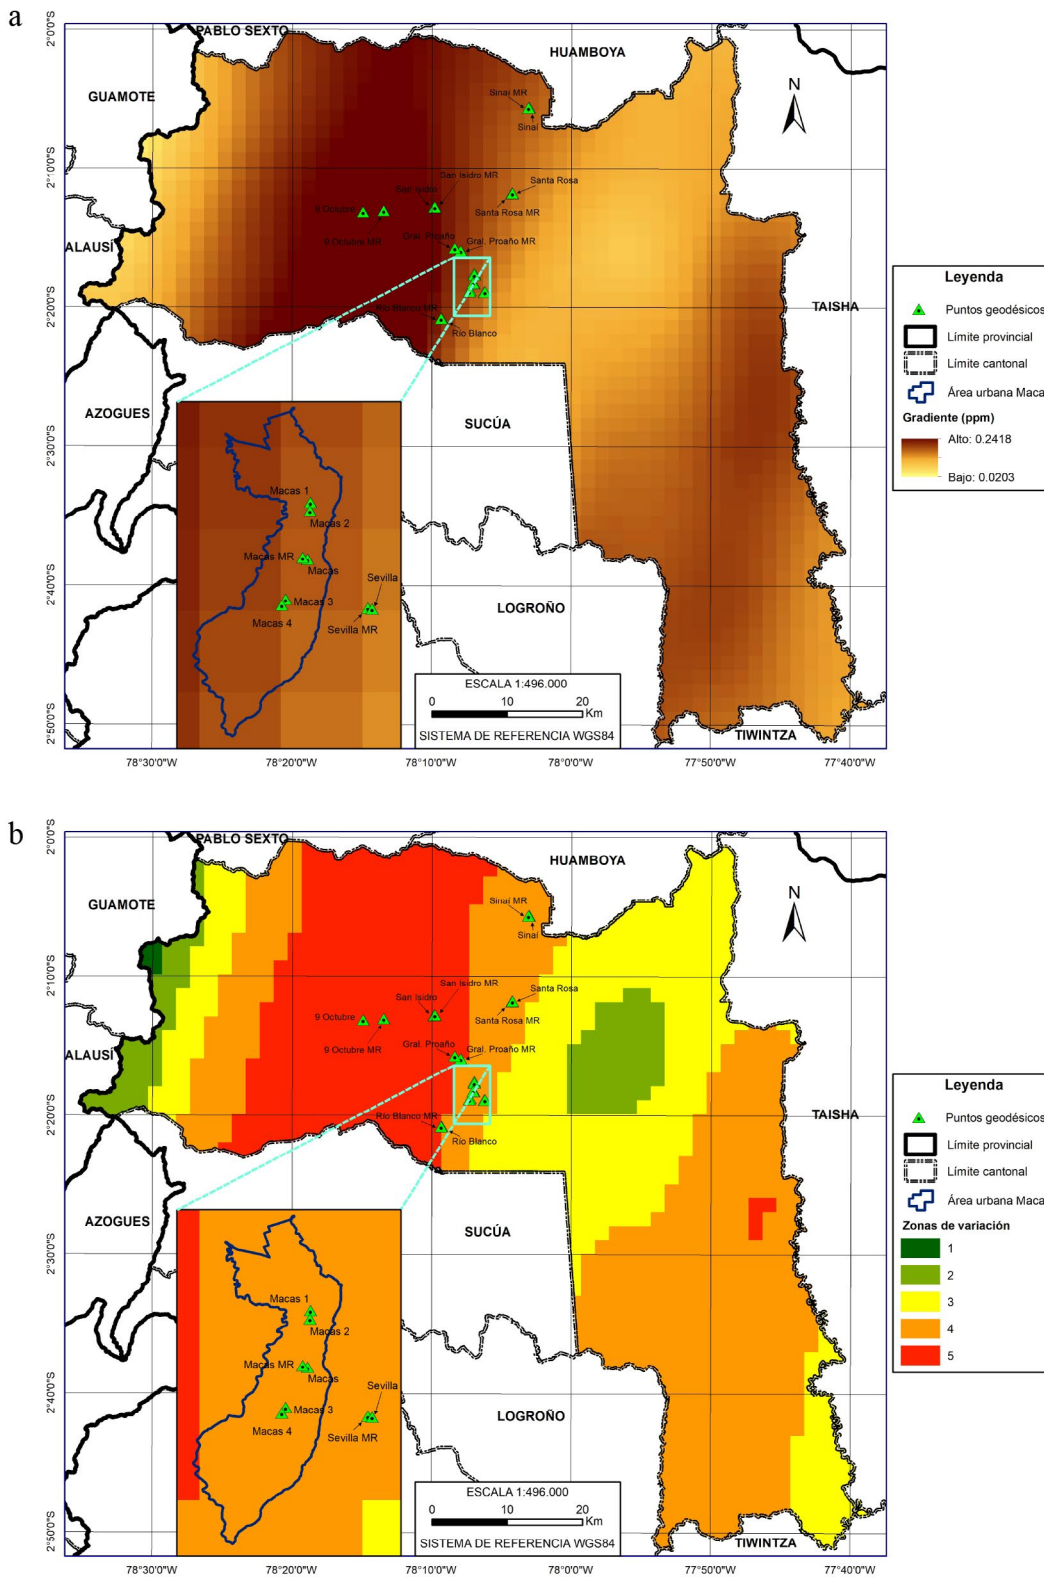 a
PABLO SEXTO
HUAMBOYA
GUAMOTE
N
Sinaí MR
Sinaí
San Isidro MR
San Isidro
Santa Rosa
Santa Rosa MR
9 Octubre
9 Octubre MR
Gral. Proaño
Gral. Proaño MR
ALAUSÍ
TAISHA
Río Blanco MR
Río Blanco
AZOGUES
SUCÚA
LOGROÑO
TIWINTZA
Macas 1
Macas 2
Macas MR
Macas
Macas 3
Macas 4
Sevilla
Sevilla MR
ESCALA 1:496.000
0 10 20
Km
SISTEMA DE REFERENCIA WGS84
2°0'0"S
2°10'0"S
2°20'0"S
2°30'0"S
2°40'0"S
2°50'0"S
78°30'0"W 78°20'0"W 78°10'0"W 78°0'0"W 77°50'0"W 77°40'0"W
Leyenda
Puntos geodésicos
Límite provincial
Límite cantonal
Área urbana Maca
Gradiente (ppm)
Alto: 0.2418
Bajo: 0.0203
b
PABLO SEXTO
HUAMBOYA
GUAMOTE
N
Sinaí MR
Sinaí
San Isidro MR
San Isidro
Santa Rosa
Santa Rosa MR
9 Octubre
9 Octubre MR
Gral. Proaño
Gral. Proaño MR
ALAUSÍ
TAISHA
Río Blanco MR
Río Blanco
AZOGUES
SUCÚA
LOGROÑO
TIWINTZA
Macas 1
Macas 2
Macas MR
Macas
Macas 3
Macas 4
Sevilla
Sevilla MR
ESCALA 1:496.000
0 10 20
Km
SISTEMA DE REFERENCIA WGS84
2°0'0"S
2°10'0"S
2°20'0"S
2°30'0"S
2°40'0"S
2°50'0"S
78°30'0"W 78°20'0"W 78°10'0"W 78°0'0"W 77°50'0"W 77°40'0"W
Leyenda
Puntos geodésicos
Límite provincial
Límite cantonal
Área urbana Maca
Zonas de variación
1
2
3
4
5